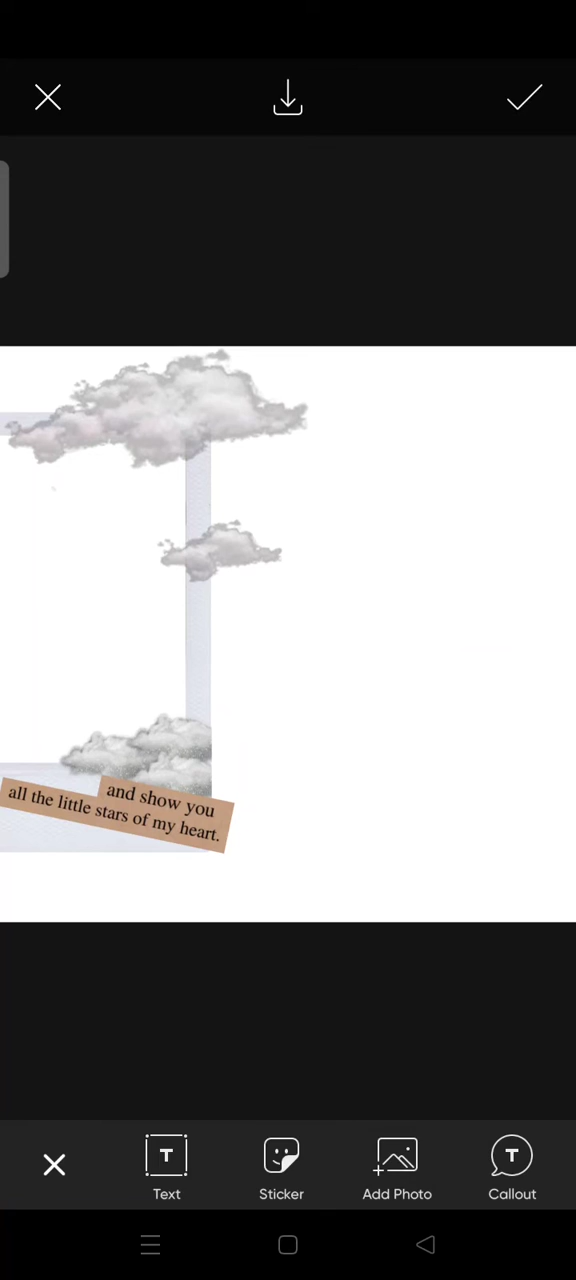 and show you
all the little stars of my heart.
Text
Sticker
Add Photo
Callout